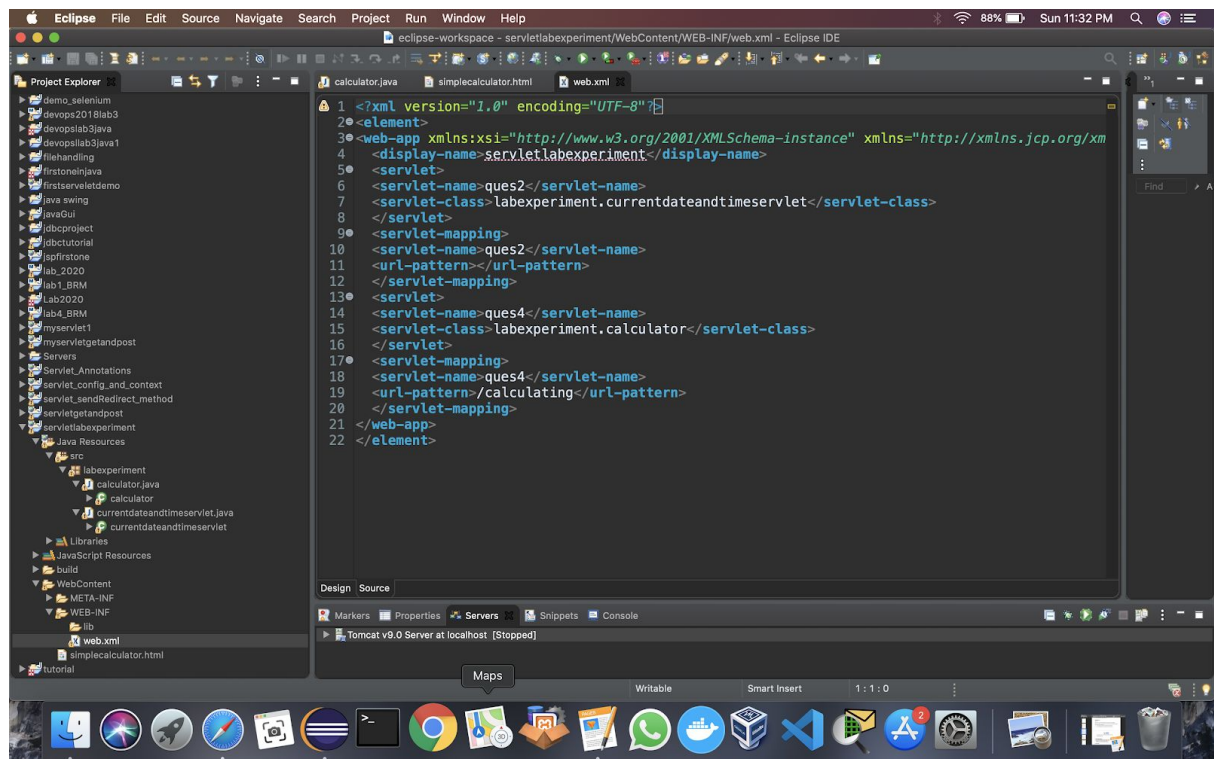 Eclipse File Edit Source Navigate Search Project Run Window Help 88% Sun 11:32 PM
eclipse-workspace - servletlabexperiment/WebContent/WEB-INF/web.xml - Eclipse IDE
Project Explorer
demo_selenium
devops2018lab3
devopslab3java
devopsllab3java1
filehandling
firstoneinjava
firstserveletdemo
java swing
javaGui
jdbcproject
jdbctutorial
jspfirstone
lab_2020
lab1_BRM
Lab2020
lab4_BRM
myservlet1
myservletgetandpost
Servers
Servlet_Annotations
servlet_config_and_context
servlet_sendRedirect_method
servletgetandpost
servletlabexperiment
Java Resources
src
labexperiment
calculator.java
calculator
currentdateandtimeservlet.java
currentdateandtimeservlet
Libraries
JavaScript Resources
build
WebContent
META-INF
WEB-INF
lib
web.xml
simplecalculator.html
tutorial
calculator.java simplecalculator.html web.xml
1 <?xml version="1.0" encoding="UTF-8"?>
2 <element>
3 <web-app xmlns:xsi="http://www.w3.org/2001/XMLSchema-instance" xmlns="http://xmlns.jcp.org/xm
4 <display-name>servletlabexperiment</display-name>
5 <servlet>
6 <servlet-name>ques2</servlet-name>
7 <servlet-class>labexperiment.currentdateandtimeservlet</servlet-class>
8 </servlet>
9 <servlet-mapping>
10 <servlet-name>ques2</servlet-name>
11 <url-pattern></url-pattern>
12 </servlet-mapping>
13 <servlet>
14 <servlet-name>ques4</servlet-name>
15 <servlet-class>labexperiment.calculator</servlet-class>
16 </servlet>
17 <servlet-mapping>
18 <servlet-name>ques4</servlet-name>
19 <url-pattern>/calculating</url-pattern>
20 </servlet-mapping>
21 </web-app>
22 </element>
Design Source
Find A
Markers Properties Servers Snippets Console
Tomcat v9.0 Server at localhost [Stopped]
Writable Smart Insert 1 : 1 : 0
Maps
2